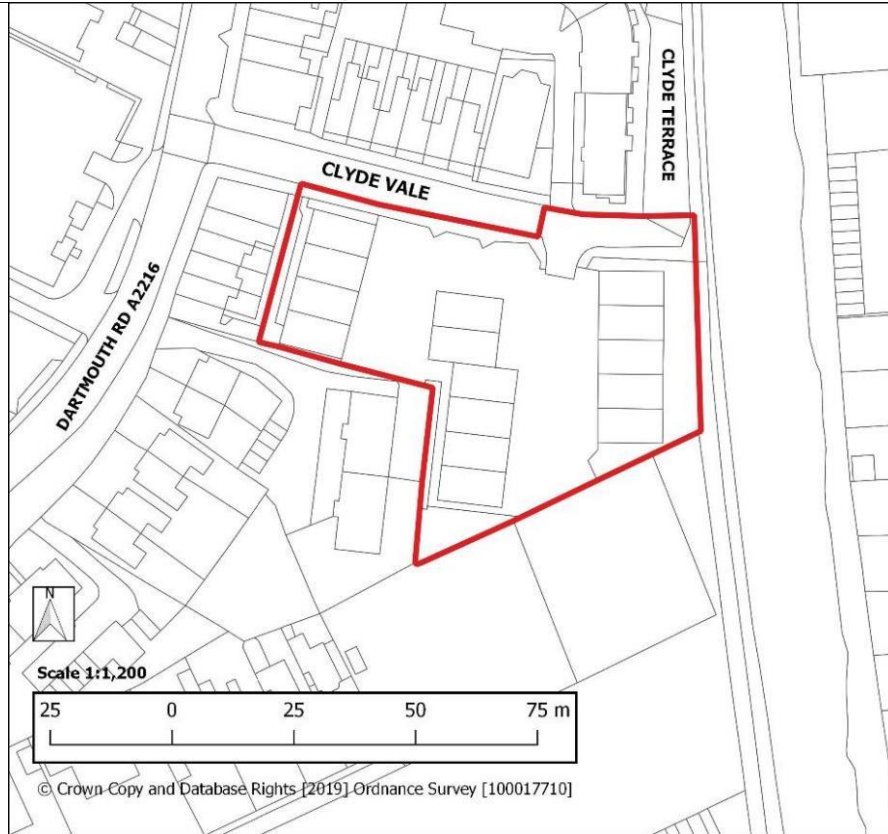 CLYDE TERRACE
CLYDE VALE
DARTMOUTH RD A2216
N
Scale 1:1,200
25 0 25 50 75 m
© Crown Copy and Database Rights [2019] Ordnance Survey [100017710]